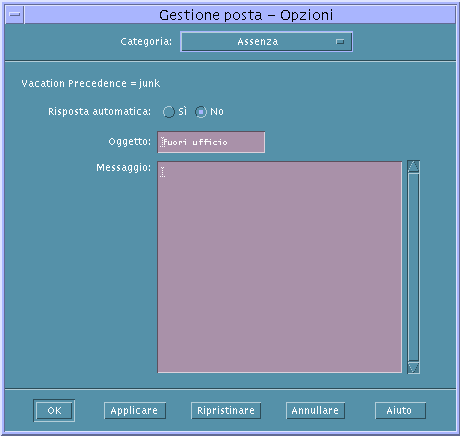 Gestione posta – Opzioni
Categoria: Assenza
Vacation Precedence = junk
Risposta automatica: Sì No
Oggetto: Fuori ufficio
Messaggio:
OK Applicare Ripristinare Annullare Aiuto